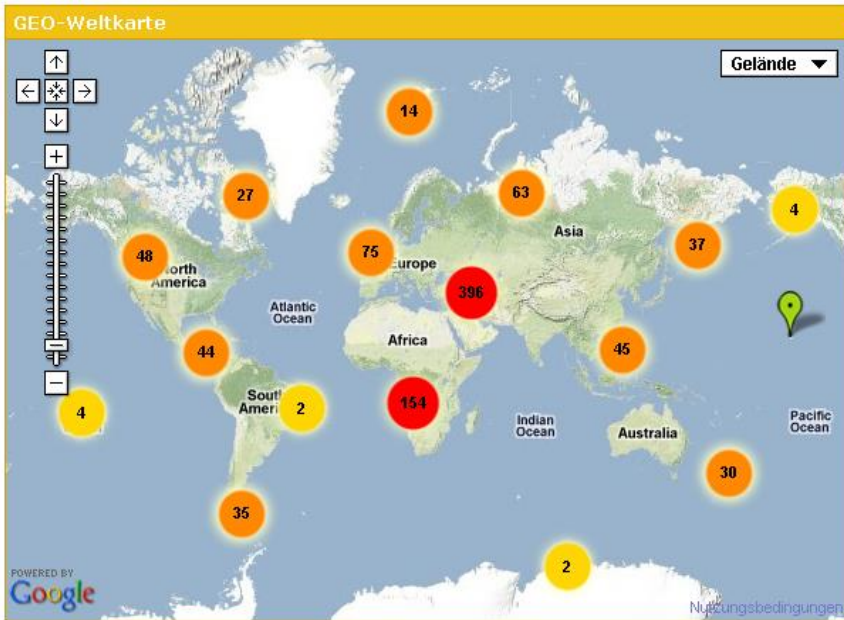 GEO-Weltkarte
Gelände
14
27
63
4
Asia
37
48
75
North
America
Europe
396
Atlantic
Ocean
Africa
44
45
4
South
America
2
154
Indian
Ocean
Australia
Pacific
Ocean
30
35
2
POWERED BY
Google
Nutzungsbedingungen